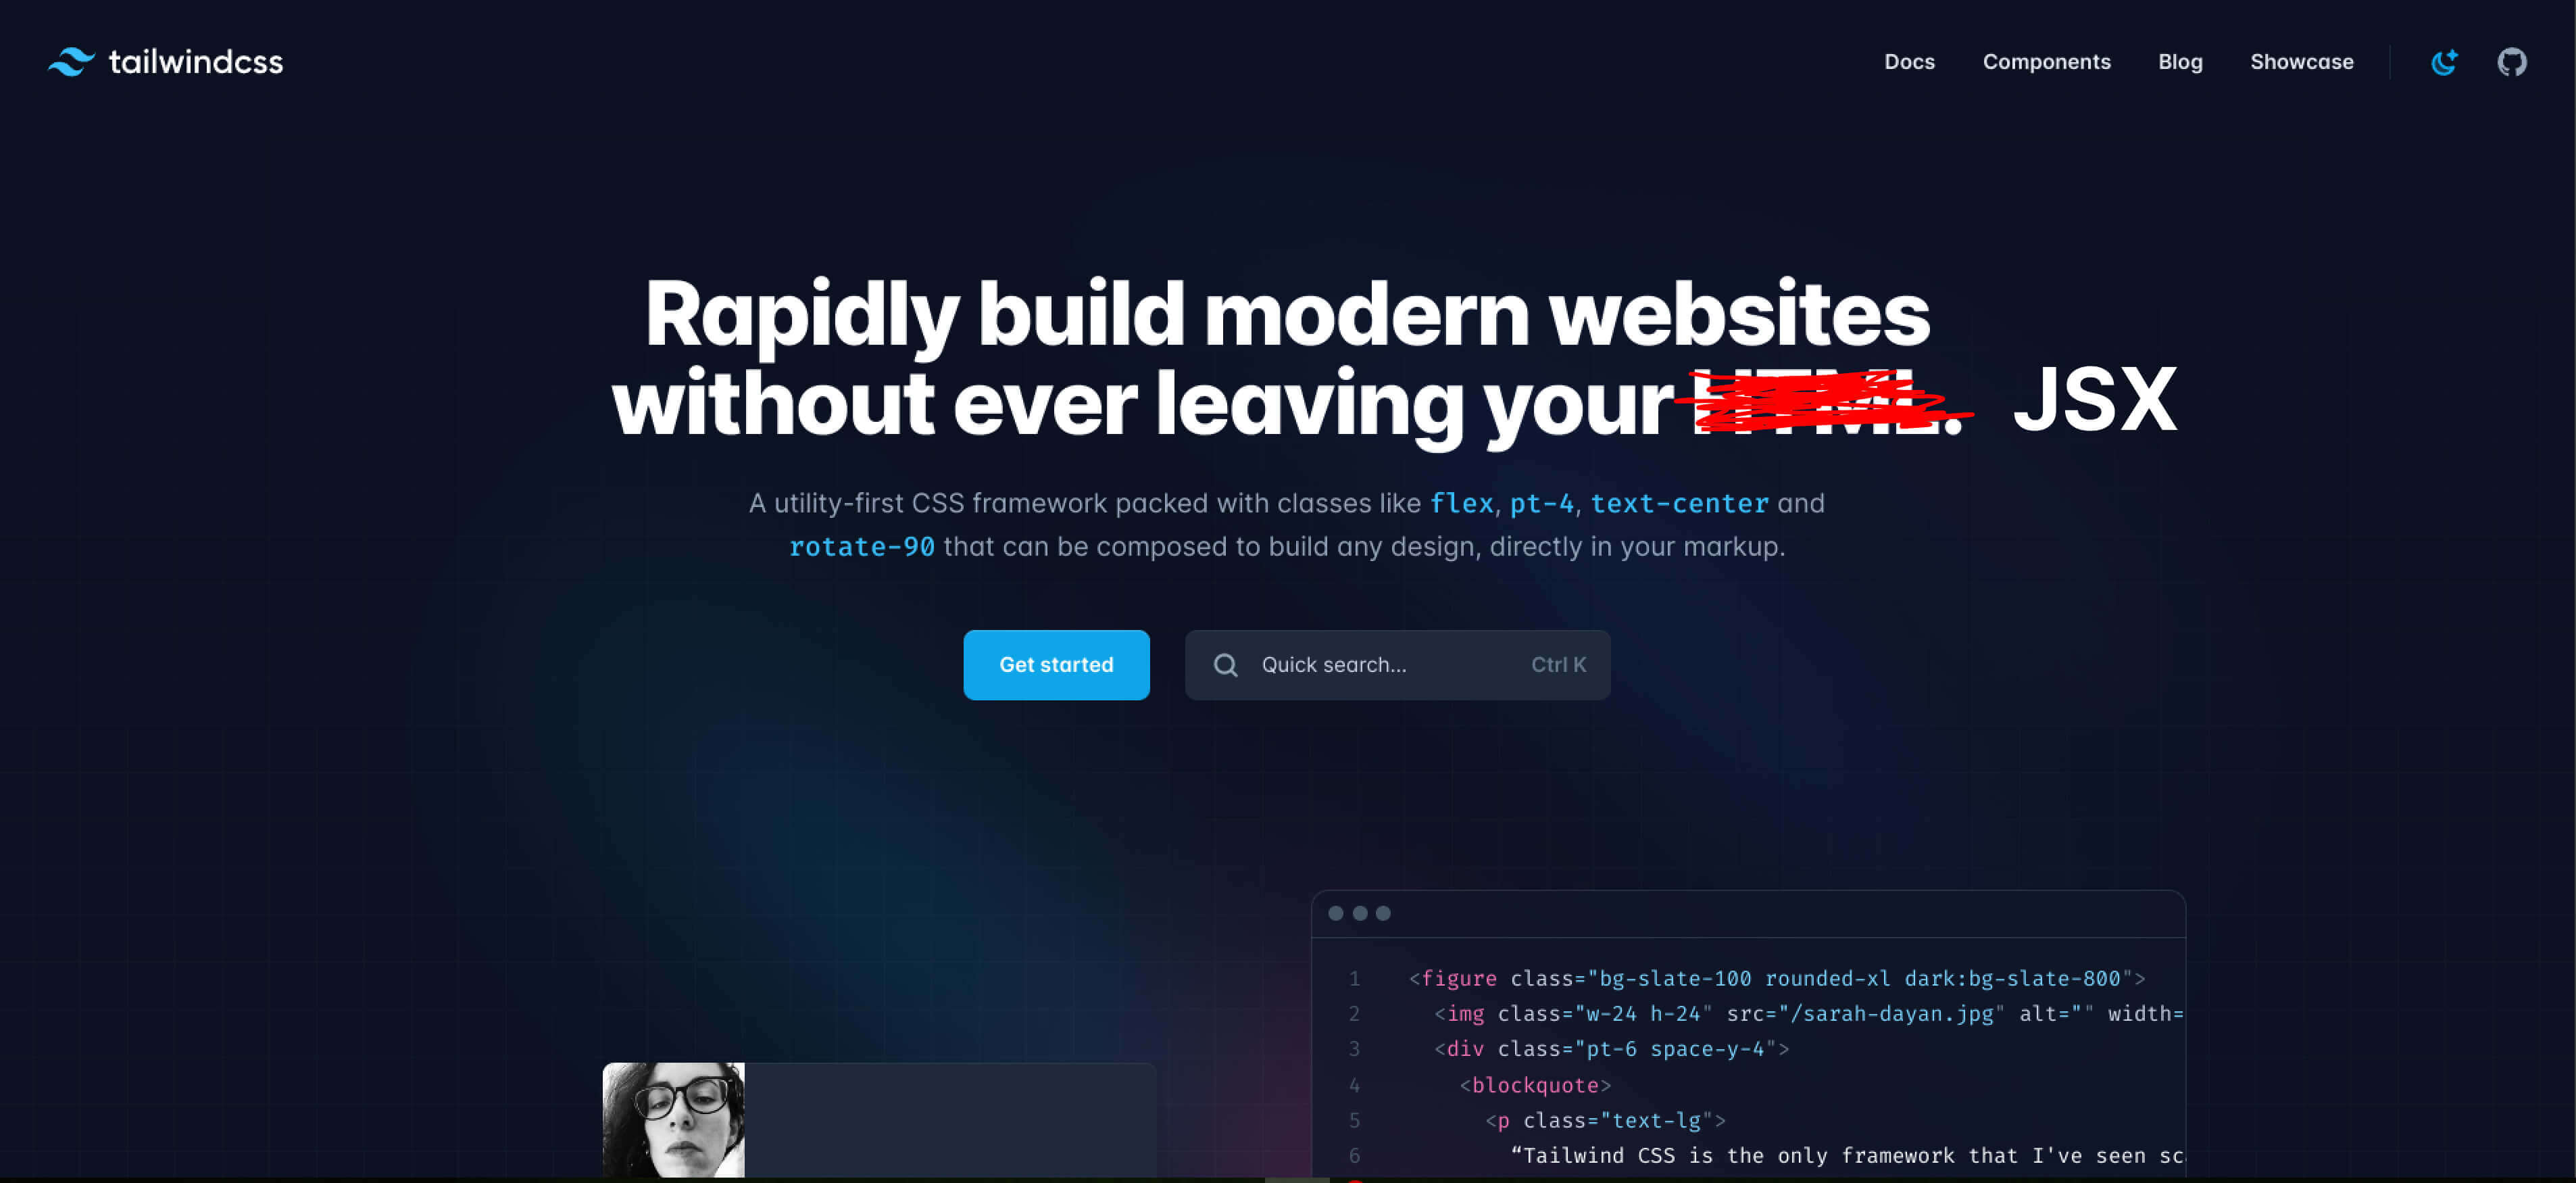 tailwindcss
Docs Components Blog Showcase
Rapidly build modern websites
without ever leaving your HTML. JSX
A utility-first CSS framework packed with classes like flex, pt-4, text-center and
rotate-90 that can be composed to build any design, directly in your markup.
Get started
Quick search... Ctrl K
1 <figure class="bg-slate-100 rounded-xl dark:bg-slate-800">
2 <img class="w-24 h-24" src="/sarah-dayan.jpg" alt="" width=
3 <div class="pt-6 space-y-4">
4 <blockquote>
5 <p class="text-lg">
6 “Tailwind CSS is the only framework that I've seen sc